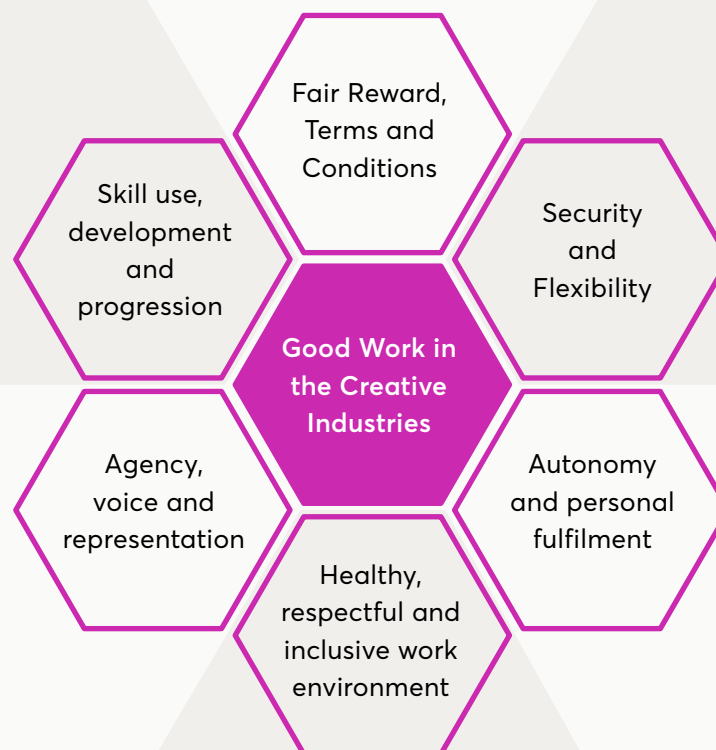 Fair Reward,
Terms and
Conditions
Skill use,
development
and
progression
Security
and
Flexibility
Good Work in
the Creative
Industries
Agency,
voice and
representation
Autonomy
and personal
fulfilment
Healthy,
respectful and
inclusive work
environment